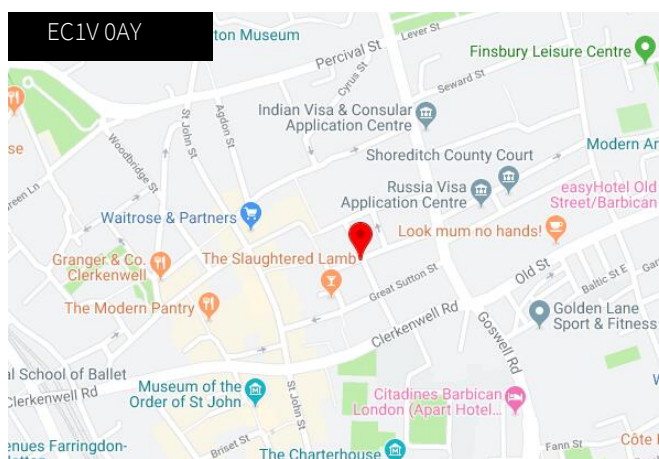 EC1V 0AY
ton Museum
Lever St
Percival St
Finsbury Leisure Centre
Cyrus St
Seward St
St John St
Agdon St
Indian Visa & Consular
Application Centre
Woodbridge St
se
Modern Ar
Shoreditch County Court
Green Ln
Russia Visa
Application Centre
easyHotel Old
Street/Barbican
Waitrose & Partners
Look mum no hands!
Granger & Co.
Clerkenwell
The Slaughtered Lamb
Old St
Great Sutton St
Baltic St E
Gar
The Modern Pantry
Clerkenwell Rd
Goswell Rd
Golden Lane
Sport & Fitness
al School of Ballet
Clerkenwell Rd
Museum of the
Order of St John
St John St
Citadines Barbican
London (Apart Hotel...
W
enues Farringdon-
Briset St
The Charterhouse
Fann St
Côte